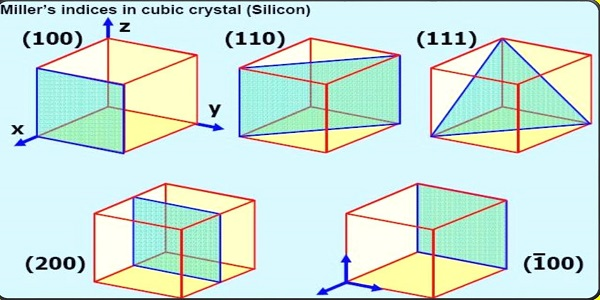 Miller's indices in cubic crystal (Silicon)
(100)
z
(110)
(111)
y
x
(200)
(1̅00)